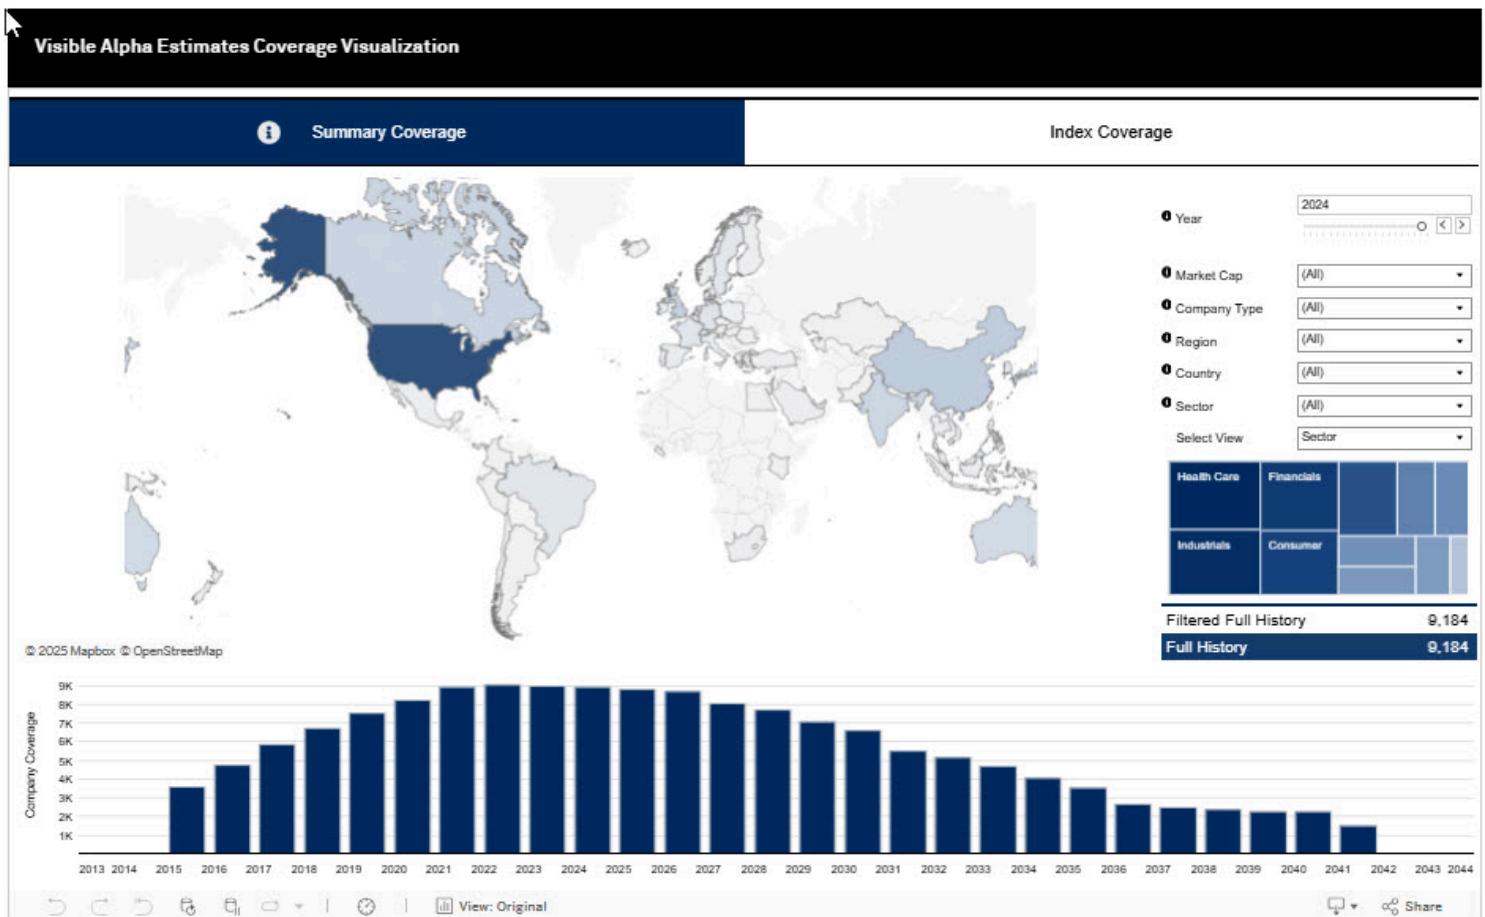 Visible Alpha Estimates Coverage Visualization
Summary Coverage
Index Coverage
Year
2024
Market Cap
(All)
Company Type
(All)
Region
(All)
Country
(All)
Sector
(All)
Select View
Sector
Health Care
Financials
Industrials
Consumer
Filtered Full History 9,184
Full History 9,184
© 2025 Mapbox © OpenStreetMap
Company Coverage
9K
8K
7K
6K
5K
4K
3K
2K
1K
2013 2014 2015 2016 2017 2018 2019 2020 2021 2022 2023 2024 2025 2026 2027 2028 2029 2030 2031 2032 2033 2034 2035 2036 2037 2038 2039 2040 2041 2042 2043 2044
View: Original
Share